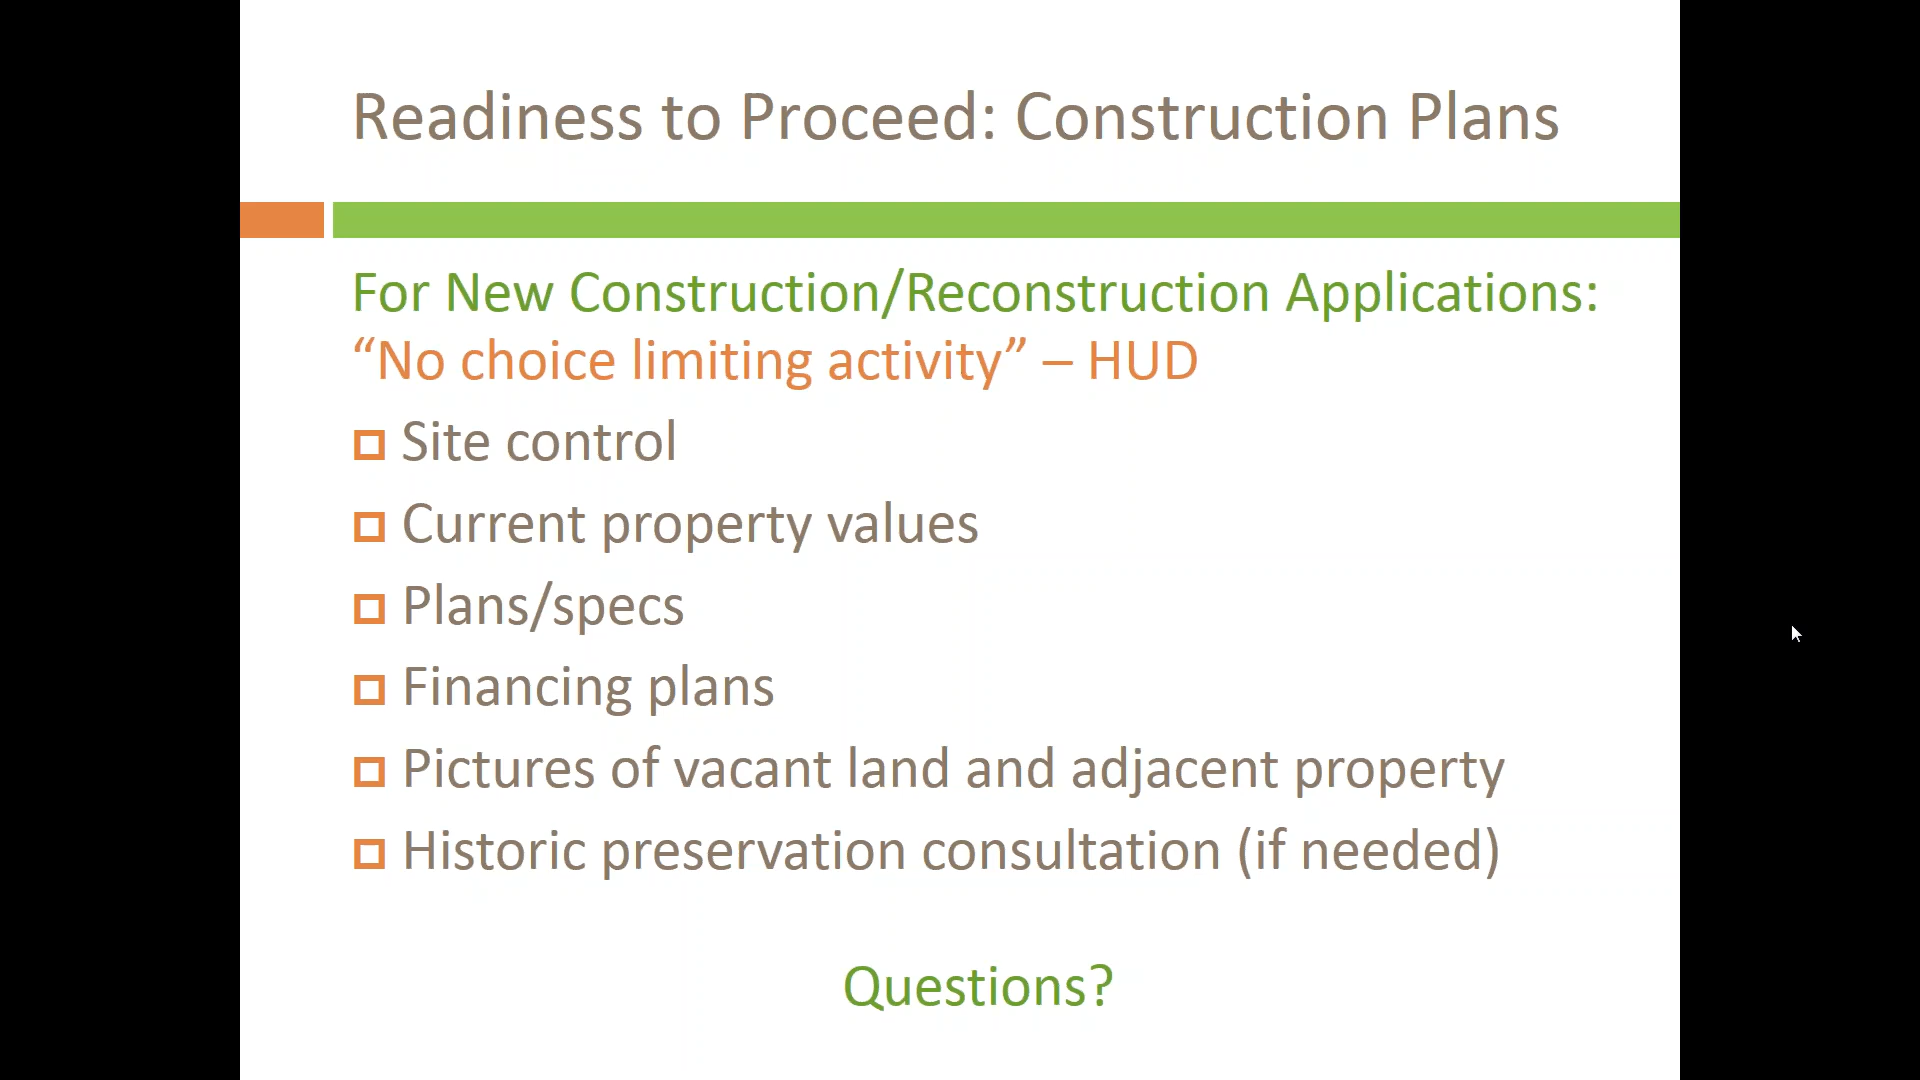 Readiness to Proceed: Construction Plans
For New Construction/Reconstruction Applications:
“No choice limiting activity” – HUD
Site control
Current property values
Plans/specs
Financing plans
Pictures of vacant land and adjacent property
Historic preservation consultation (if needed)
Questions?